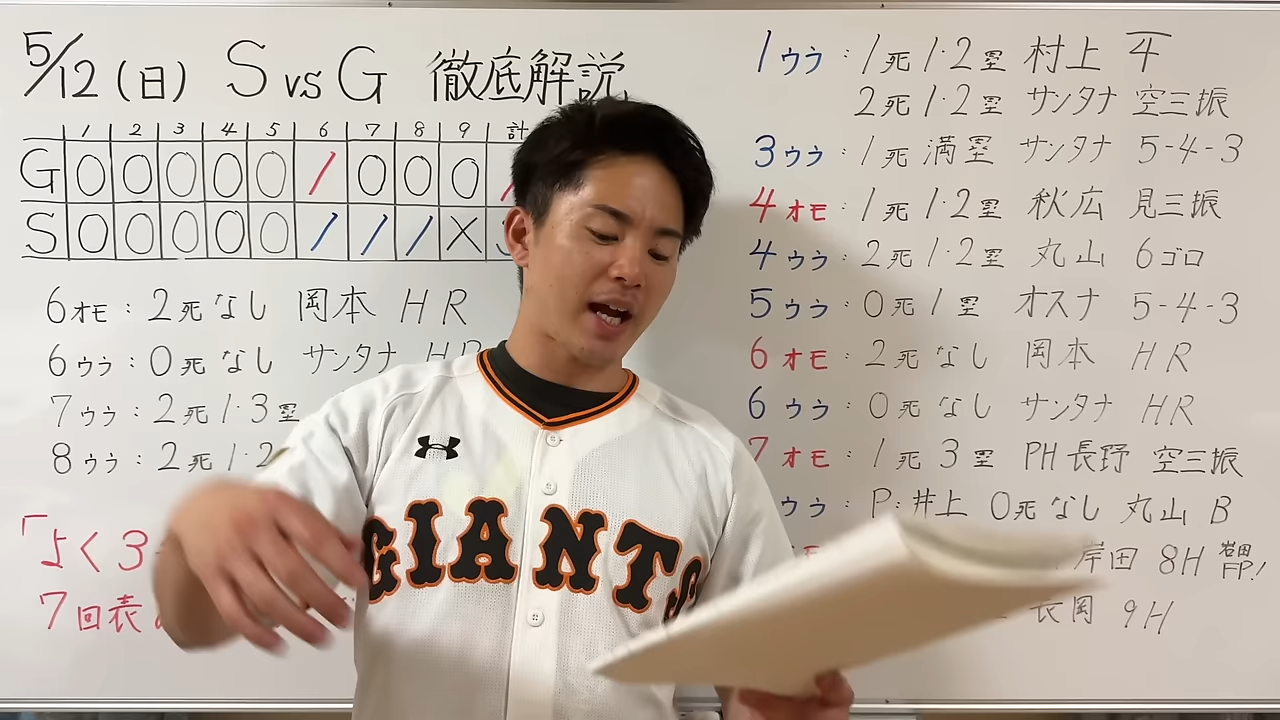 5/12(日) S vs G 徹底解説
1 2 3 4 5 6 7 8 9 計
G 0 0 0 0 0 1 0 0 0
S 0 0 0 0 0 1 1 1 X
6オモ:2死なし 岡本 HR
6ウラ:0死なし サンタナ HR
7ウラ:2死1・3塁
8ウラ:2死1・2
「よく3
7回表
1ウラ:1死1・2塁 村上 4
2死1・2塁 サンタナ 空三振
3ウラ:1死満塁 サンタナ 5-4-3
4オモ:1死1・2塁 秋広 見三振
4ウラ:2死1・2塁 丸山 6ゴロ
5ウラ:0死1塁 オスナ 5-4-3
6オモ:2死なし 岡本 HR
6ウラ:0死なし サンタナ HR
7オモ:1死3塁 PH長野 空三振
ウラ:P:井上 0死なし 丸山 B
岸田 8H 岩田FP!
長岡 9H
GIANTS